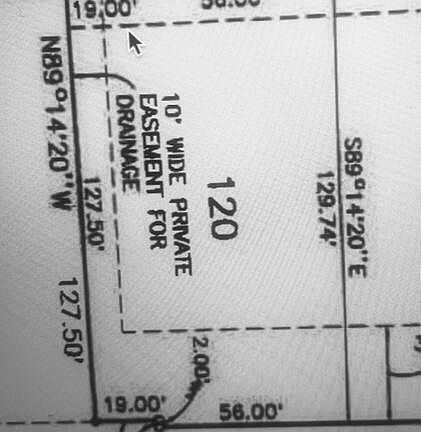 19.00'
N89°14'20"W
127.50'
127.50'
10' WIDE PRIVATE
EASEMENT FOR
DRAINAGE
120
S89°14'20"E
129.74'
2.00'
19.00'
56.00'